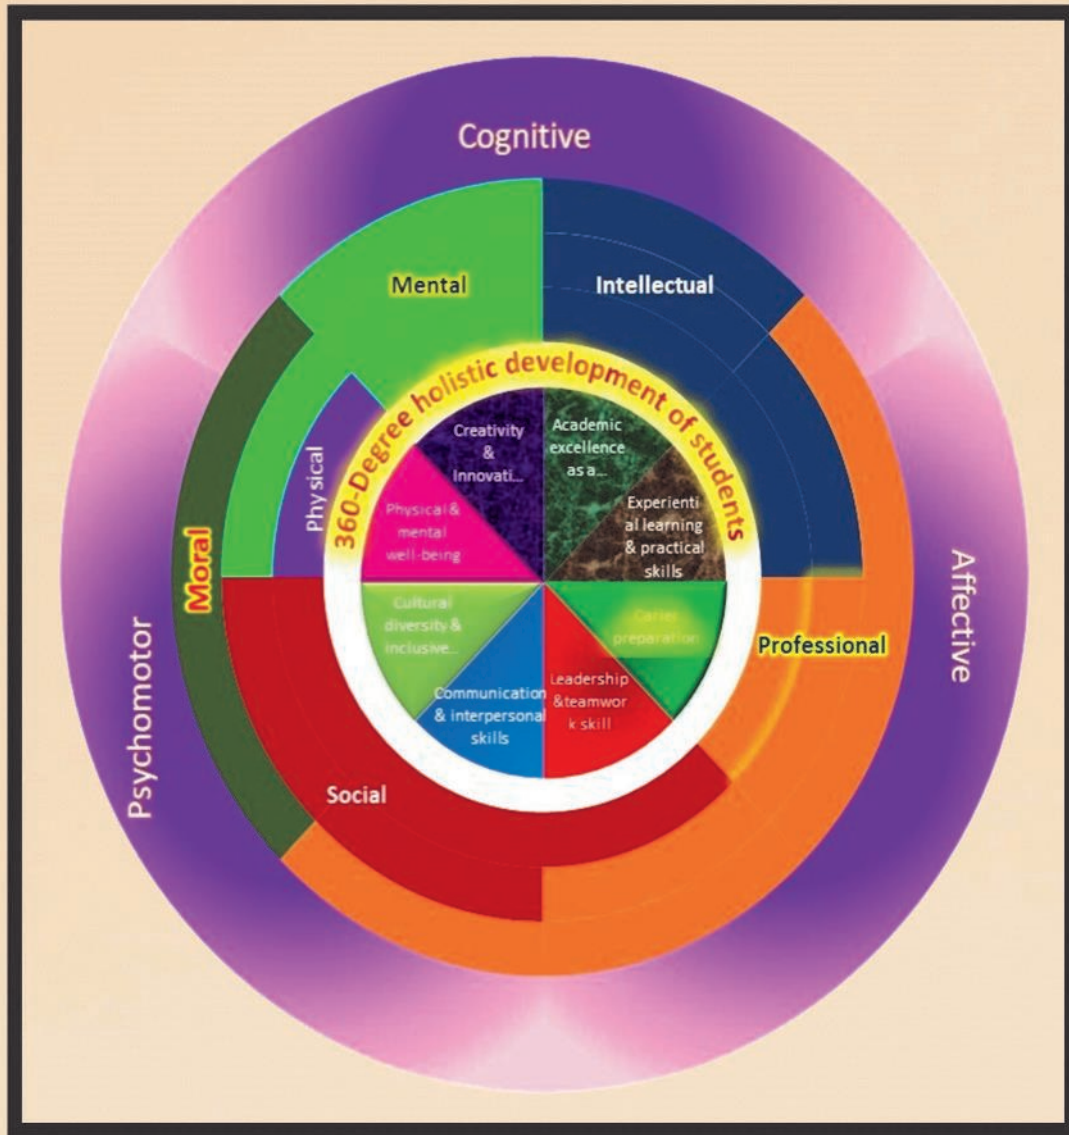 Cognitive
Mental
Intellectual
360-Degree holistic development of students
Creativity
&
Innovati...
Academic
excellence
as a...
Physical
Physical &
mental
well-being
Experienti
al learning
& practical
skills
Moral
Affective
Cultural
diversity &
inclusive...
Carier
preparation
Professional
Psychomotor
Communication
& interpersonal
skills
Leadership
&teamwor
k skill
Social